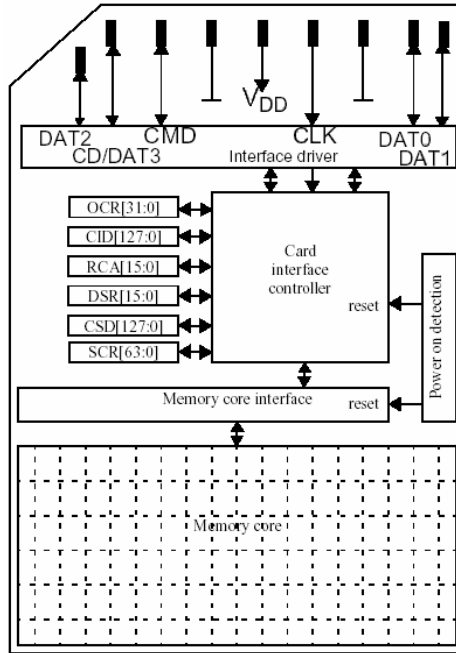 VDD
DAT2 CMD CLK DAT0
CD/DAT3 Interface driver DAT1
OCR[31:0]
CID[127:0]
RCA[15:0]
DSR[15:0]
CSD[127:0]
SCR[63:0]
Card
interface
controller
reset
Power on detection
Memory core interface
reset
Memory core